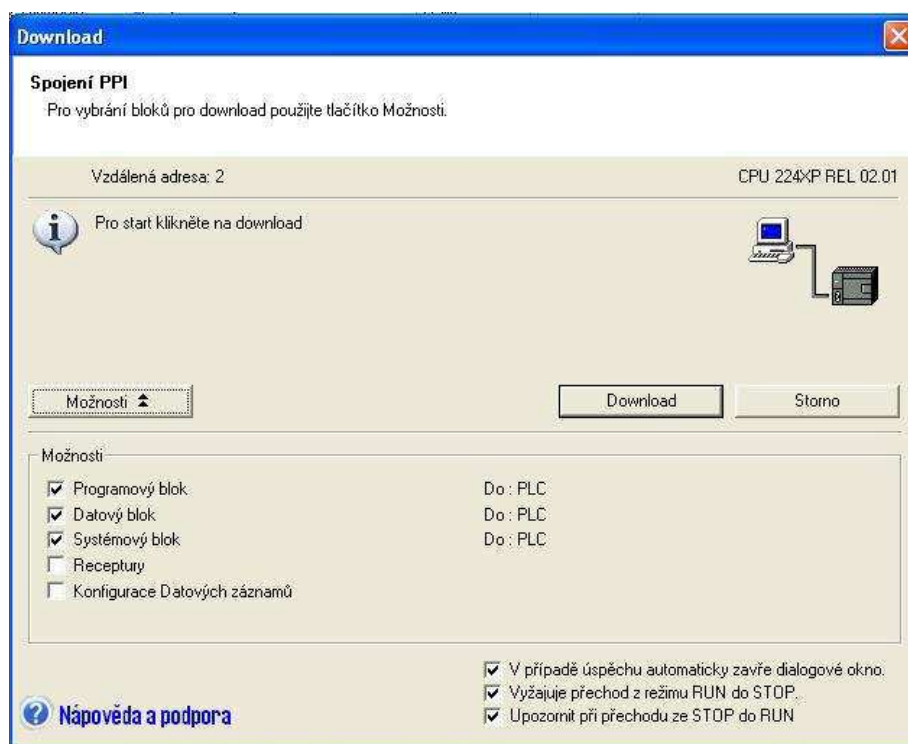 Download
Spojení PPI
Pro vybrání bloků pro download použijte tlačítko Možnosti.
Vzdálená adresa: 2 CPU 224XP REL 02.01
Pro start klikněte na download
Možnosti Download Storno
Možnosti
Programový blok Do : PLC
Datový blok Do : PLC
Systémový blok Do : PLC
Receptury
Konfigurace Datových záznamů
V případě úspěchu automaticky zavře dialogové okno.
Vyžajuje přechod z režimu RUN do STOP.
Upozornit při přechodu ze STOP do RUN
Nápověda a podpora